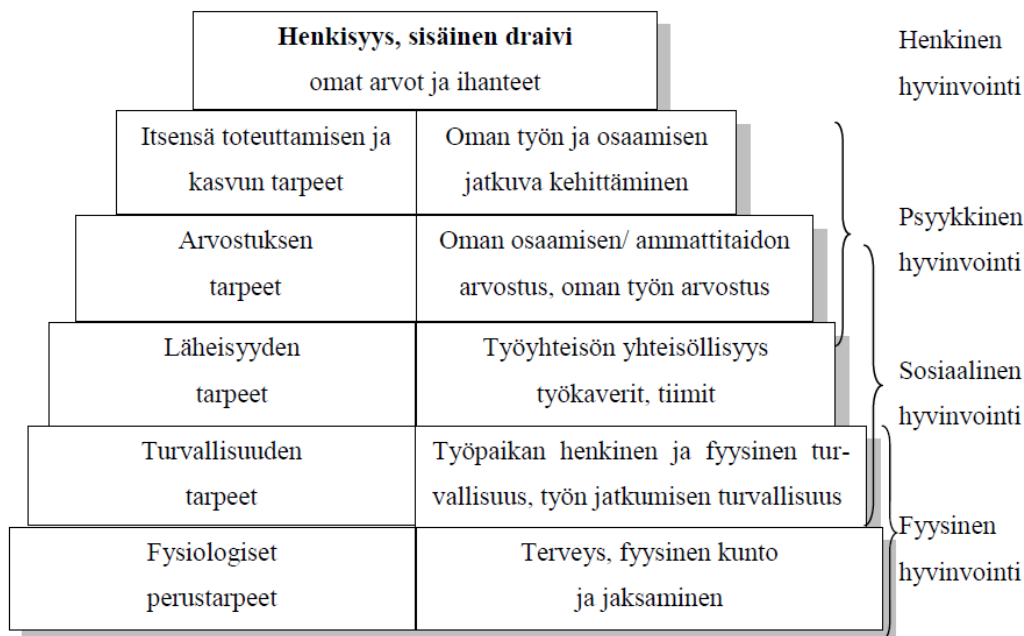 Henkisyys, sisäinen draivi
omat arvot ja ihanteet
Henkinen
hyvinvointi
Itsensä toteuttamisen ja
kasvun tarpeet
Oman työn ja osaamisen
jatkuva kehittäminen
Arvostuksen
tarpeet
Oman osaamisen/ ammattitaidon
arvostus, oman työn arvostus
Psyykkinen
hyvinvointi
Läheisyyden
tarpeet
Työyhteisön yhteisöllisyys
työkaverit, tiimit
Sosiaalinen
hyvinvointi
Turvallisuuden
tarpeet
Työpaikan henkinen ja fyysinen tur-
vallisuus, työn jatkumisen turvallisuus
Fysiologiset
perustarpeet
Terveys, fyysinen kunto
ja jaksaminen
Fyysinen
hyvinvointi